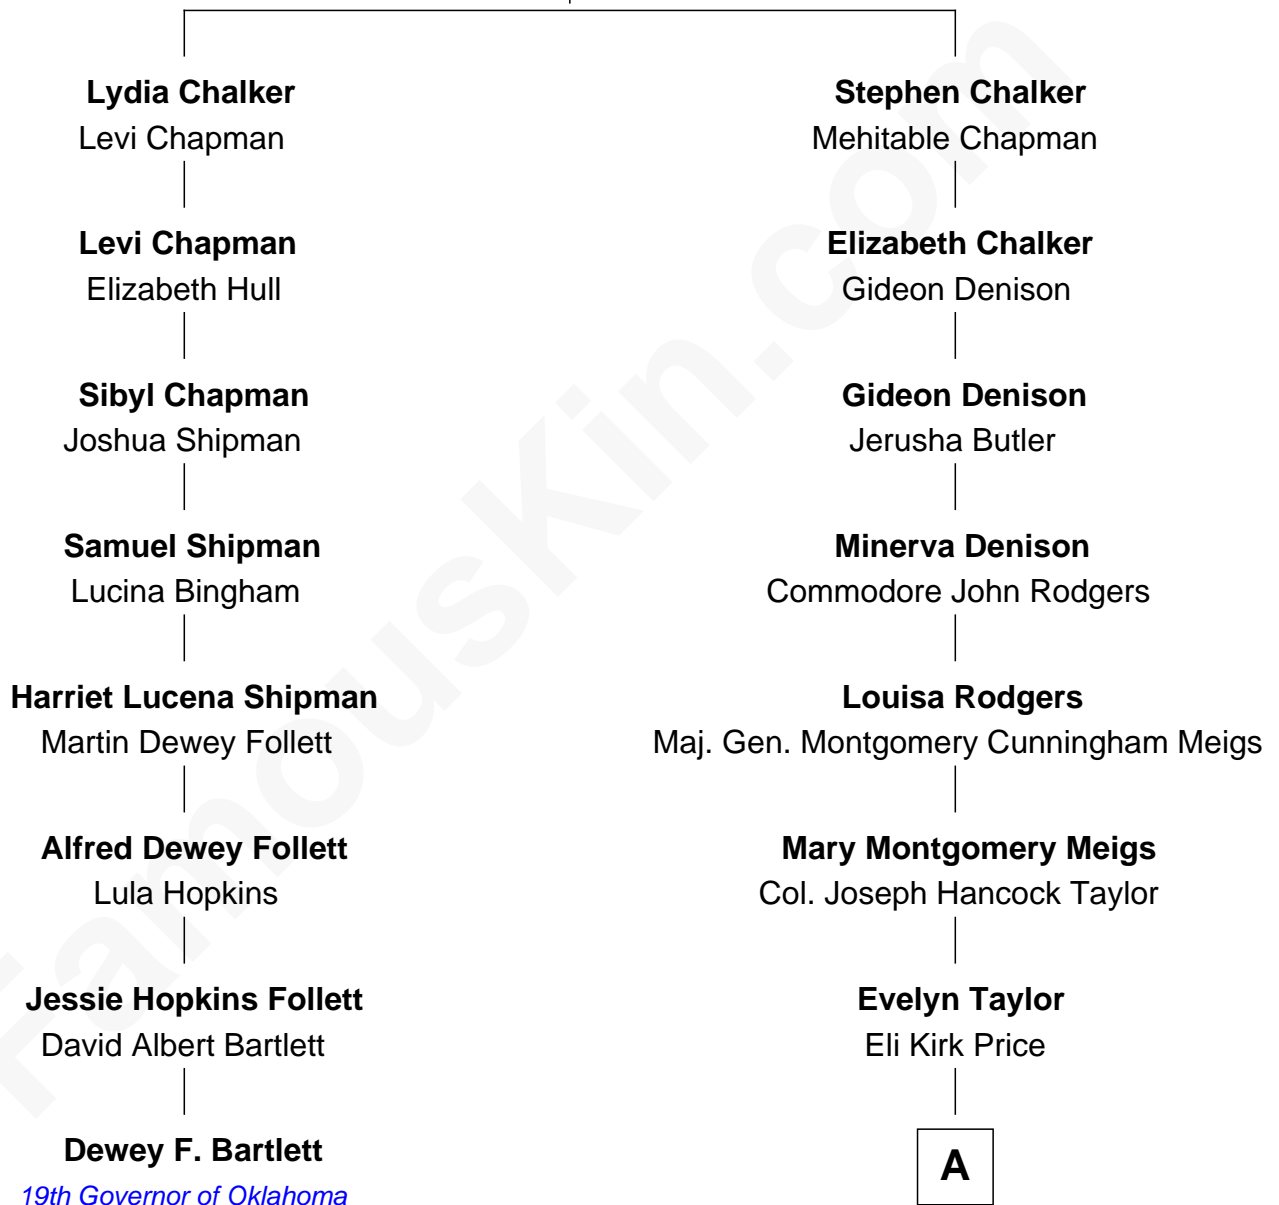 Lydia Chalker
Levi Chapman
Levi Chapman
Elizabeth Hull
Sibyl Chapman
Joshua Shipman
Samuel Shipman
Lucina Bingham
Harriet Lucena Shipman
Martin Dewey Follett
Alfred Dewey Follett
Lula Hopkins
Jessie Hopkins Follett
David Albert Bartlett
Dewey F. Bartlett
19th Governor of Oklahoma
Stephen Chalker
Mehitable Chapman
Elizabeth Chalker
Gideon Denison
Gideon Denison
Jerusha Butler
Minerva Denison
Commodore John Rodgers
Louisa Rodgers
Maj. Gen. Montgomery Cunningham Meigs
Mary Montgomery Meigs
Col. Joseph Hancock Taylor
Evelyn Taylor
Eli Kirk Price
A
FamousKin.com